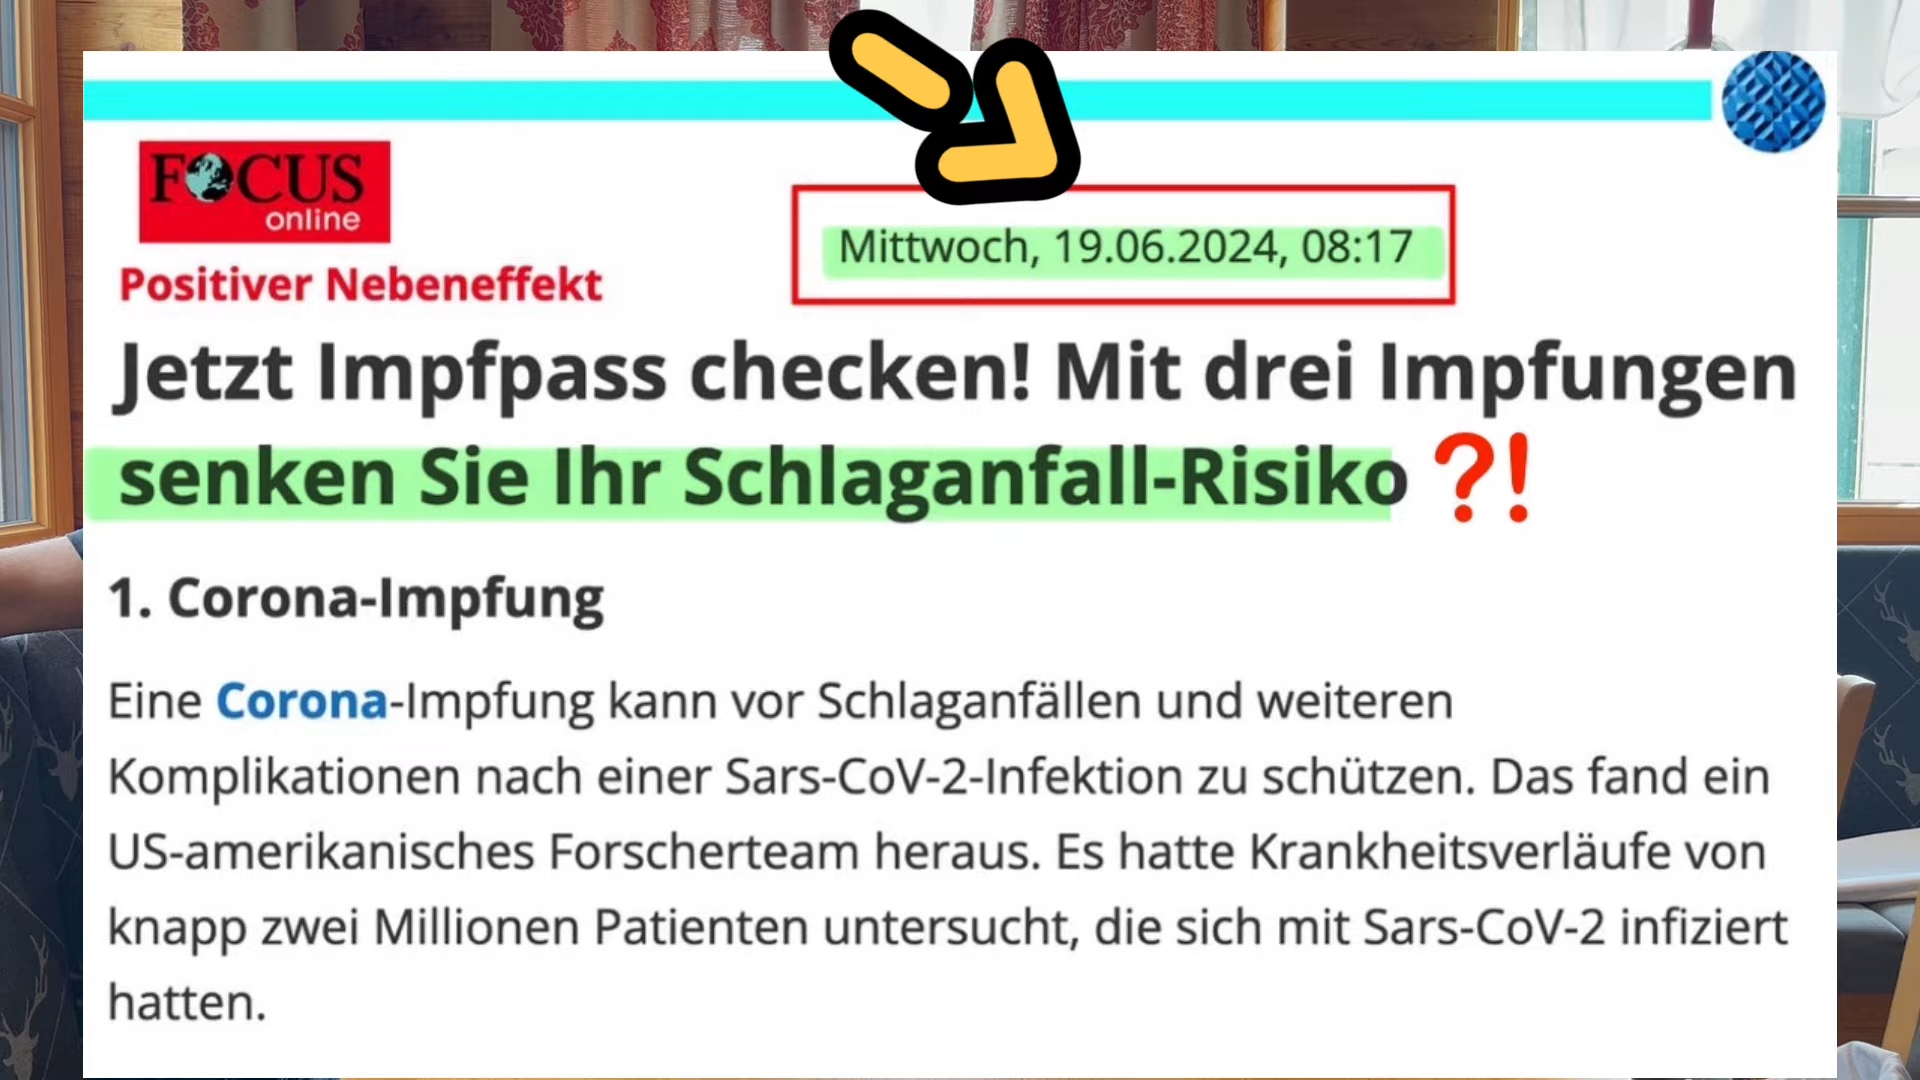 FOCUS
online
Mittwoch, 19.06.2024, 08:17
Positiver Nebeneffekt
Jetzt Impfpass checken! Mit drei Impfungen
senken Sie Ihr Schlaganfall-Risiko ?!
1. Corona-Impfung
Eine Corona-Impfung kann vor Schlaganfällen und weiteren
Komplikationen nach einer Sars-CoV-2-Infektion zu schützen. Das fand ein
US-amerikanisches Forscherteam heraus. Es hatte Krankheitsverläufe von
knapp zwei Millionen Patienten untersucht, die sich mit Sars-CoV-2 infiziert
hatten.